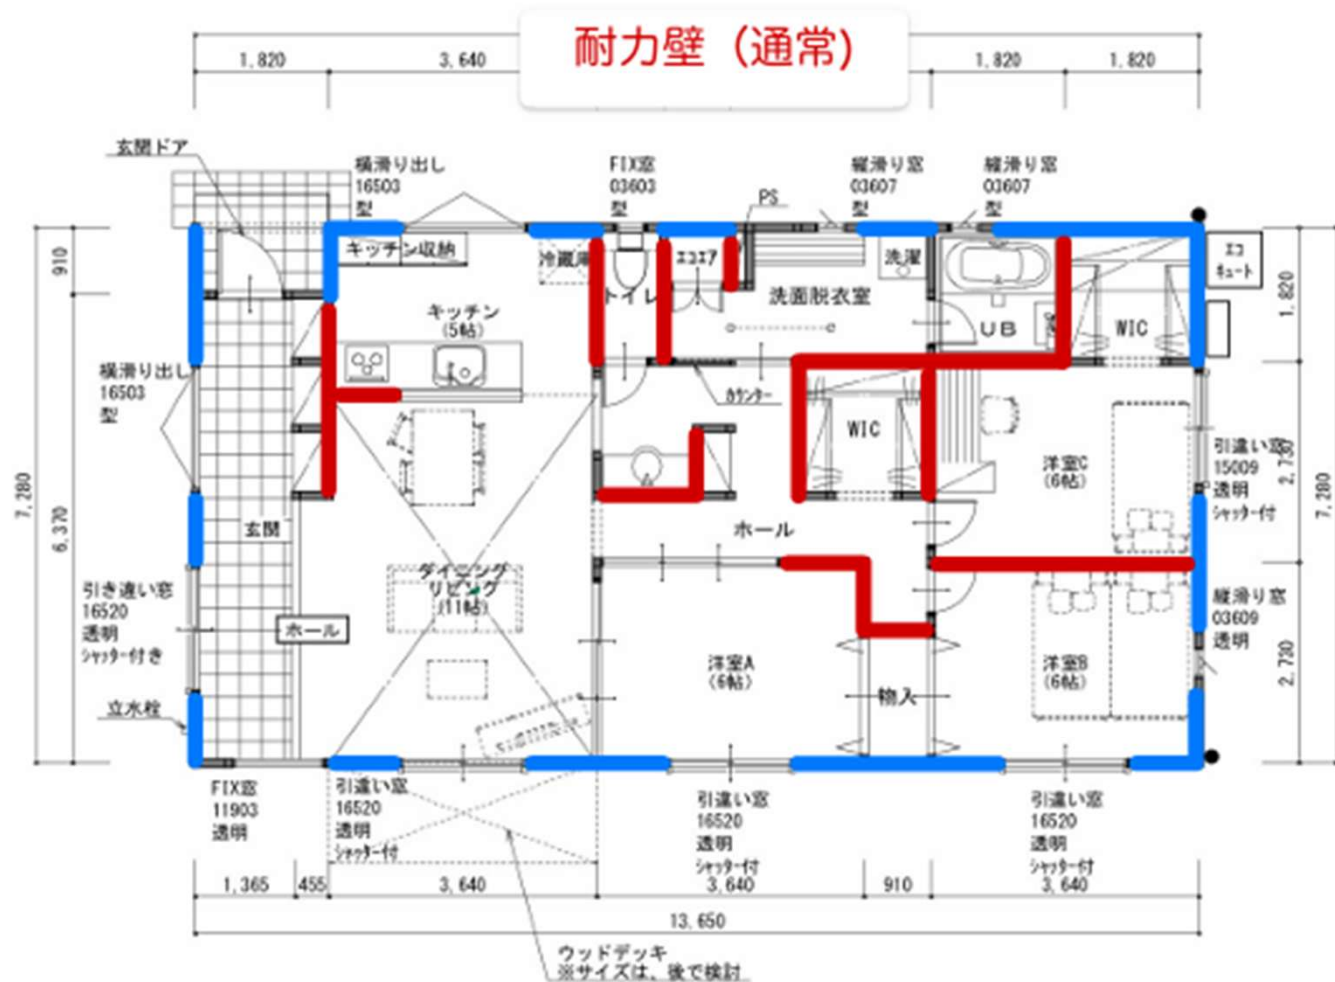 耐力壁（通常)
1,820
3,640
1,820
1,820
玄関ドア
横滑り出し
16503
型
FIX窓
03603
型
PS
縦滑り窓
03607
型
縦滑り窓
03607
型
910
キッチン収納
冷蔵庫
トイレ
エコエア
洗濯
洗面脱衣室
エコ
キュート
1,820
キッチン
(5帖)
UB
WIC
横滑り出し
16503
型
カウンター
WIC
洋室C
(6帖)
引違い窓
15009
透明
シャッター付
2,730
7,280
6,370
玄関
ホール
7,280
ダイニング
リビング
(11帖)
引き違い窓
16520
透明
シャッター付き
ホール
縦滑り窓
03609
透明
洋室A
(6帖)
物入
洋室B
(6帖)
2,730
立水栓
FIX窓
11903
透明
引違い窓
16520
透明
シャッター付
引違い窓
16520
透明
シャッター付
引違い窓
16520
透明
シャッター付
1,365
455
3,640
3,640
910
3,640
13,650
ウッドデッキ
※サイズは、後で検討